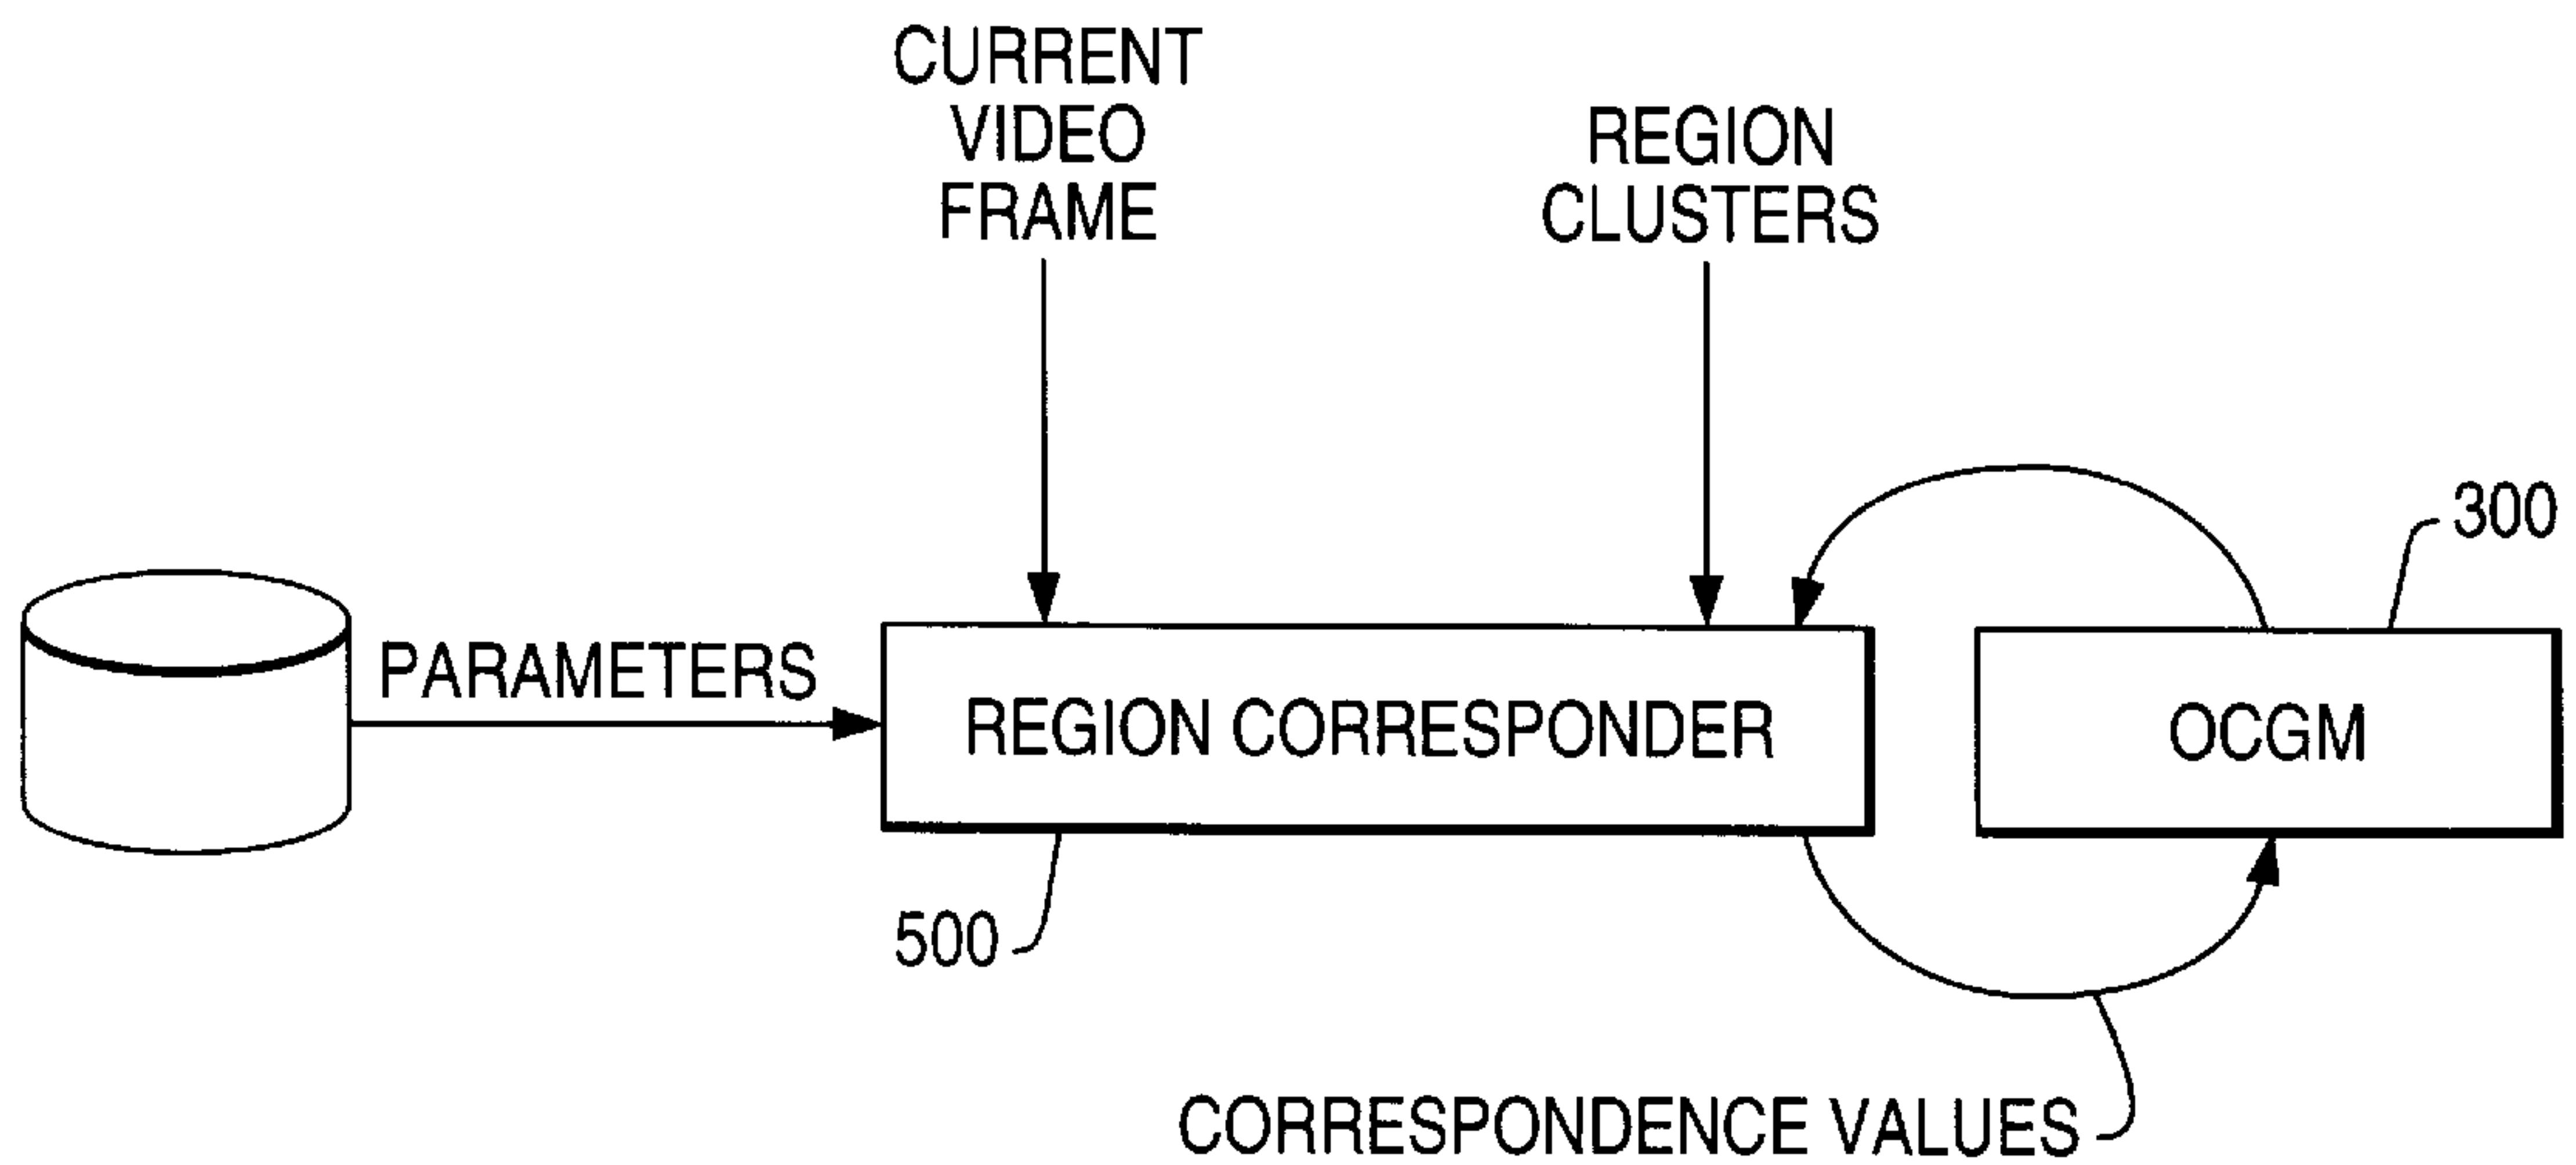 CURRENT
VIDEO
FRAME
REGION
CLUSTERS
300
PARAMETERS
REGION CORRESPONDER
OCGM
500
CORRESPONDENCE VALUES